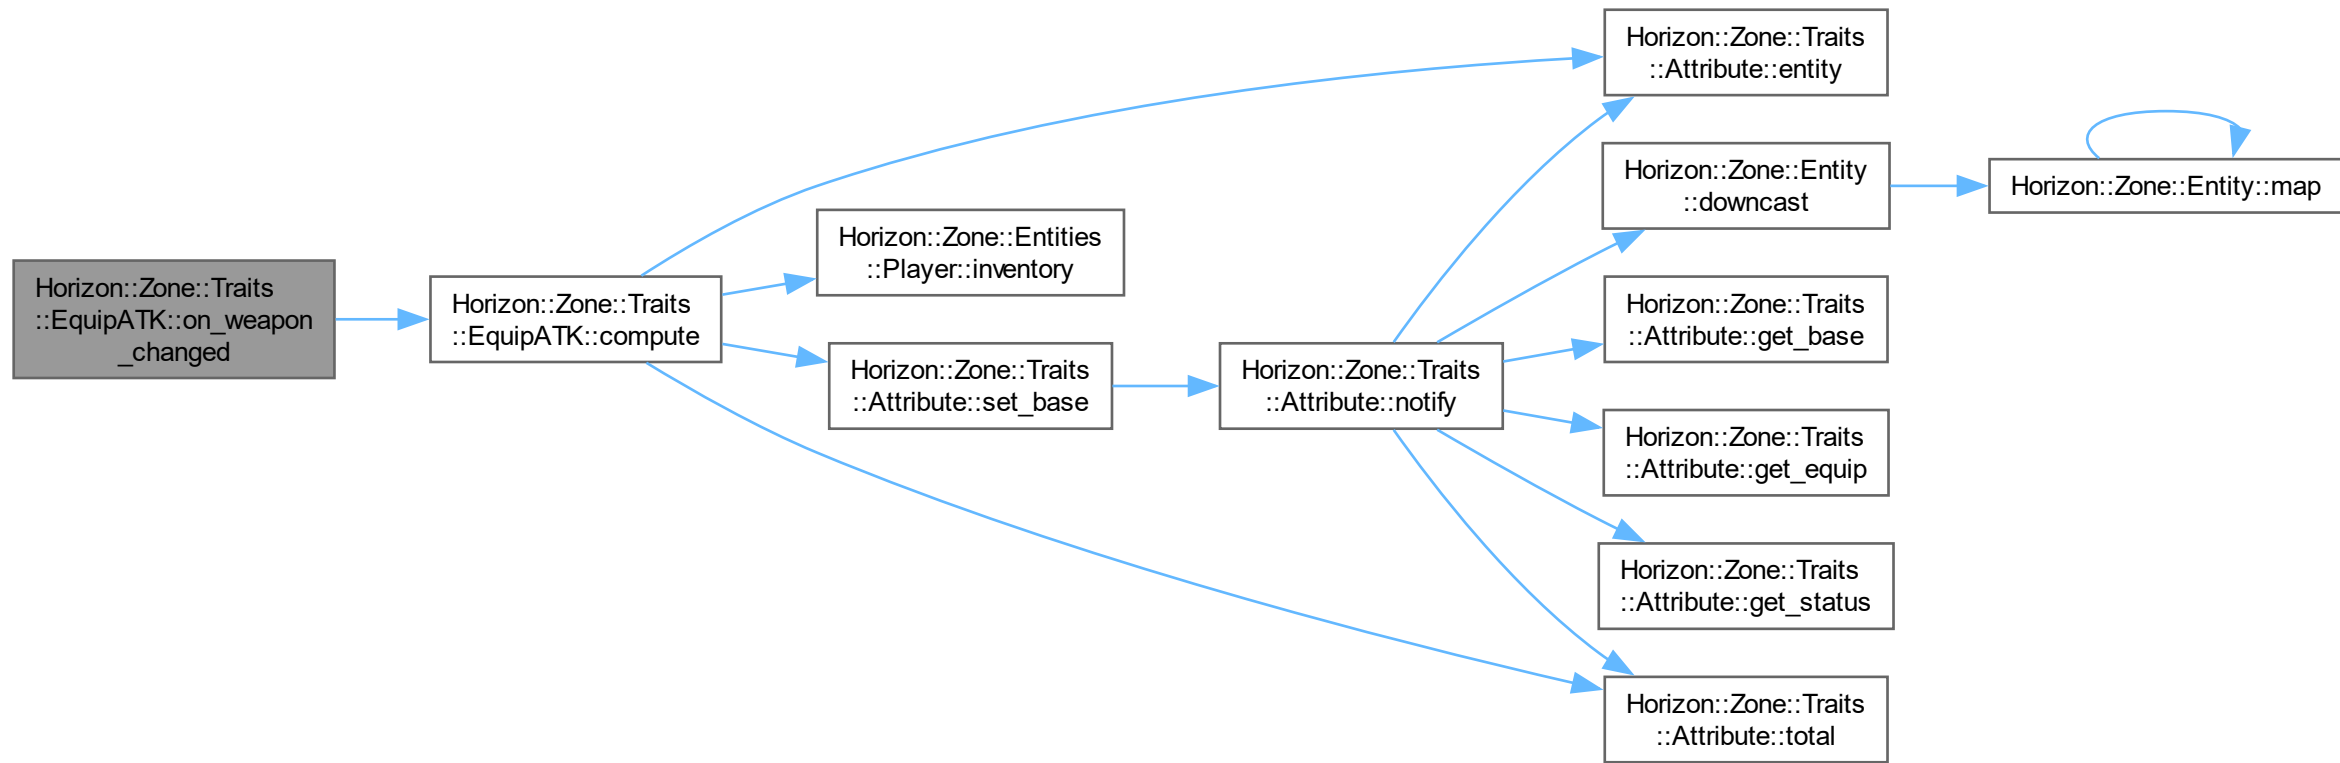 Horizon::Zone::Traits
::EquipATK::on_weapon
_changed
Horizon::Zone::Traits
::EquipATK::compute
Horizon::Zone::Traits
::Attribute::entity
Horizon::Zone::Entities
::Player::inventory
Horizon::Zone::Traits
::Attribute::set_base
Horizon::Zone::Traits
::Attribute::notify
Horizon::Zone::Entity
::downcast
Horizon::Zone::Entity::map
Horizon::Zone::Traits
::Attribute::get_base
Horizon::Zone::Traits
::Attribute::get_equip
Horizon::Zone::Traits
::Attribute::get_status
Horizon::Zone::Traits
::Attribute::total